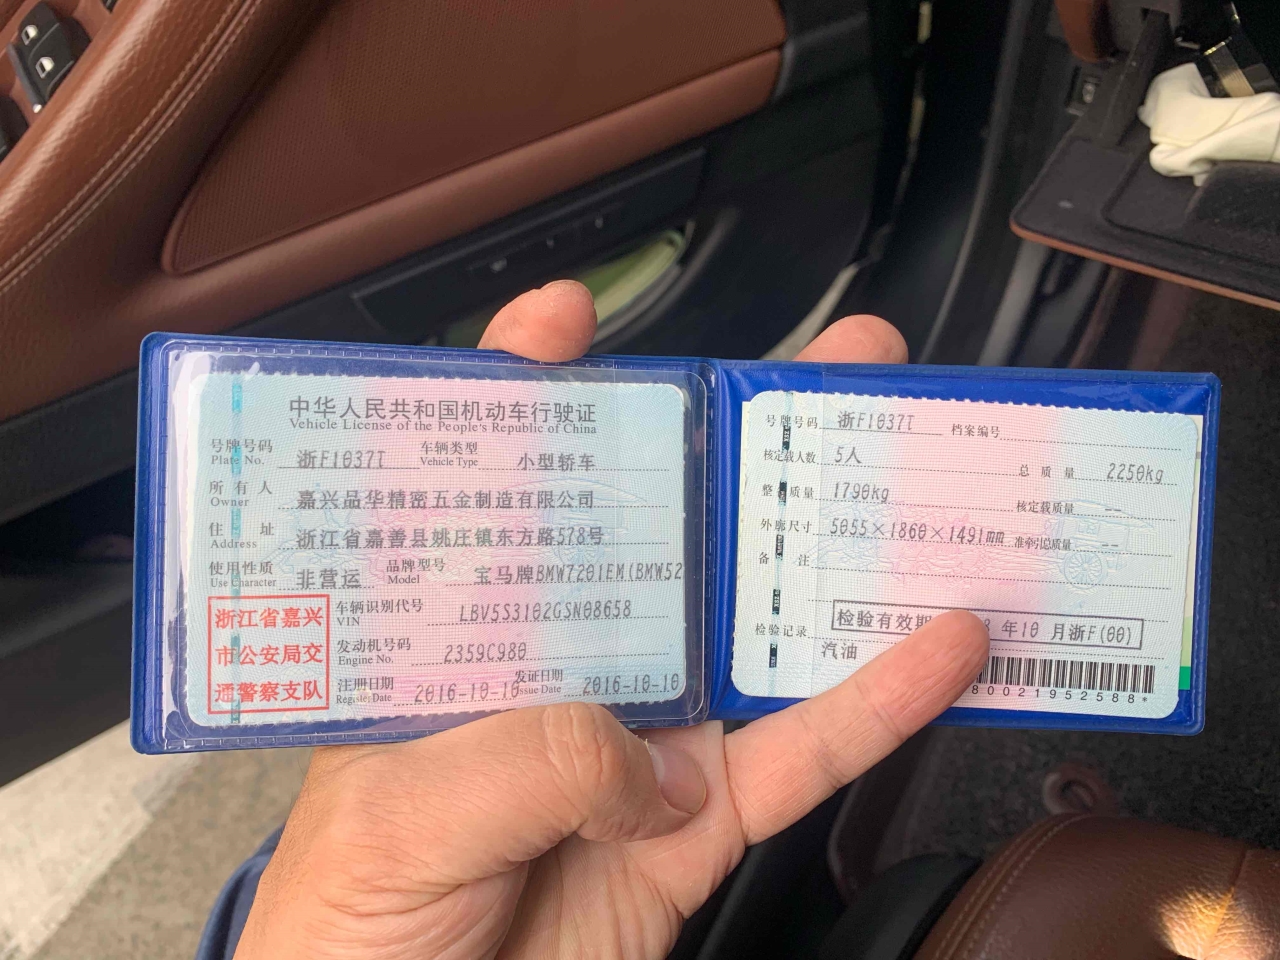 中华人民共和国机动车行驶证
Vehicle License of the People's Republic of China
号牌号码 浙F1037T 车辆类型 小型轿车
Plate No. Vehicle Type
所有人 嘉兴品华精密五金制造有限公司
Owner
住址 浙江省嘉善县姚庄镇东方路578号
Address
使用性质 非营运 品牌型号 宝马牌BMW7201EM(BMW52
Use Character Model
浙江省嘉兴
市公安局交
通警察支队
车辆识别代号 LBV5S3102GSN08658
VIN
发动机号码 2359C980
Engine No.
注册日期 2016-10-10 发证日期 2016-10-10
Register Date Issue Date
号牌号码 浙F1037T 档案编号
核定载人数 5人 总质量 2250kg
整 质量 1790kg 核定载质量 --
外廓尺寸 5055×1860×1491mm 准牵引总质量 --
备注
检验有效期 8 年10 月浙F(00)
检验记录
汽油
80021952588*